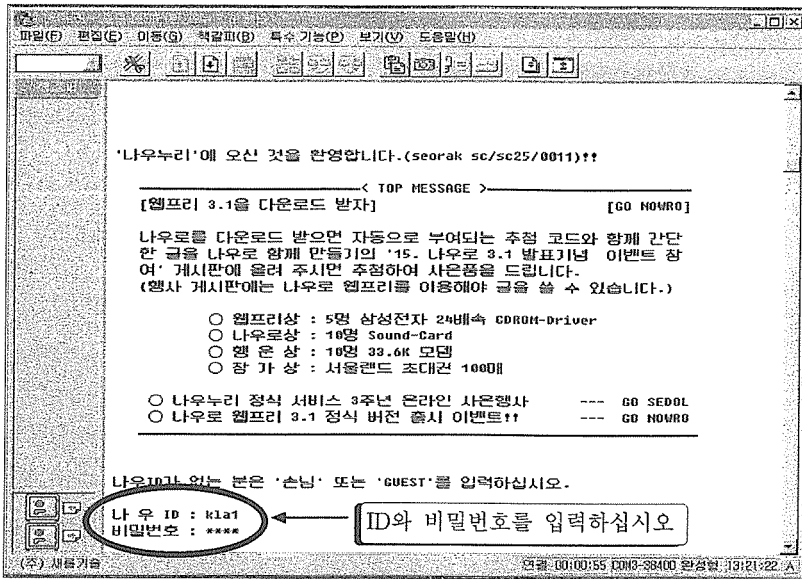 파일(F) 편집(E) 이동(G) 책갈피(B) 특수 기능(P) 보기(V) 도움말(H)
'나우누리'에 오신 것을 환영합니다.(seorak sc/sc25/0011)!!
< TOP MESSAGE >
[웹프리 3.1을 다운로드 받자] [GO NOWRO]
나우로를 다운로드 받으면 자동으로 부여되는 추첨 코드와 함께 간단
한 글을 나우로 함께 만들기의 '15. 나우로 3.1 발표기념 이벤트 참
여' 게시판에 올려 주시면 추첨하여 사은품을 드립니다.
(행사 게시판에는 나우로 웹프리를 이용해야 글을 쓸 수 있습니다.)
○ 웹프리상 : 5명 삼성전자 24배속 CDROM-Driver
○ 나우로상 : 10명 Sound-Card
○ 행 운 상 : 10명 33.6K 모뎀
○ 참 가 상 : 서울랜드 초대권 100매
○ 나우누리 정식 서비스 3주년 온라인 사은행사 --- GO SEDOL
○ 나우로 웹프리 3.1 정식 버전 출시 이벤트!! --- GO NOWRO
나우ID가 없는 분은 '손님' 또는 'GUEST'를 입력하십시오.
나 우 ID : kla1
비밀번호 : ****
ID와 비밀번호를 입력하십시오
(주) 새롬기술 연결 00:00:55 COM3-38400 완성형 13:21:22 A